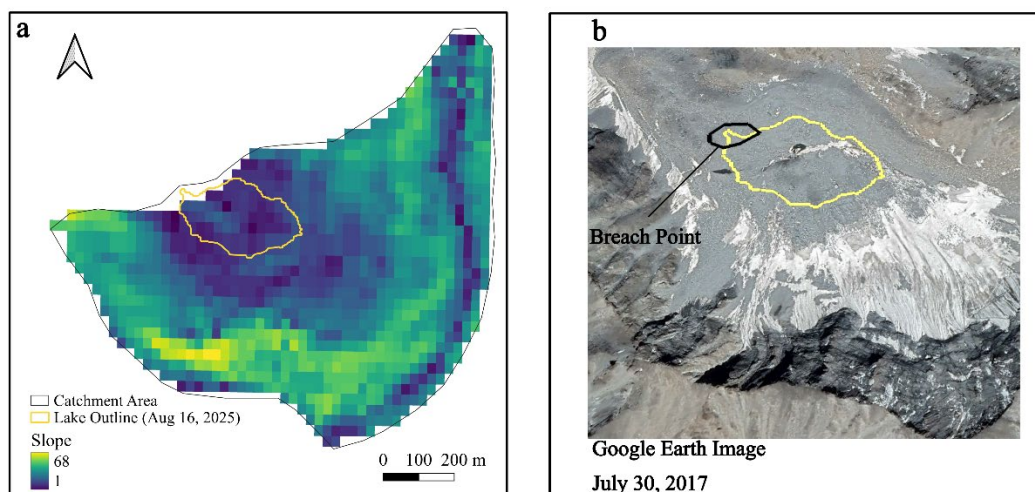 a
Catchment Area
Lake Outline (Aug 16, 2025)
Slope
68
1
0 100 200 m
b
Breach Point
Google Earth Image
July 30, 2017